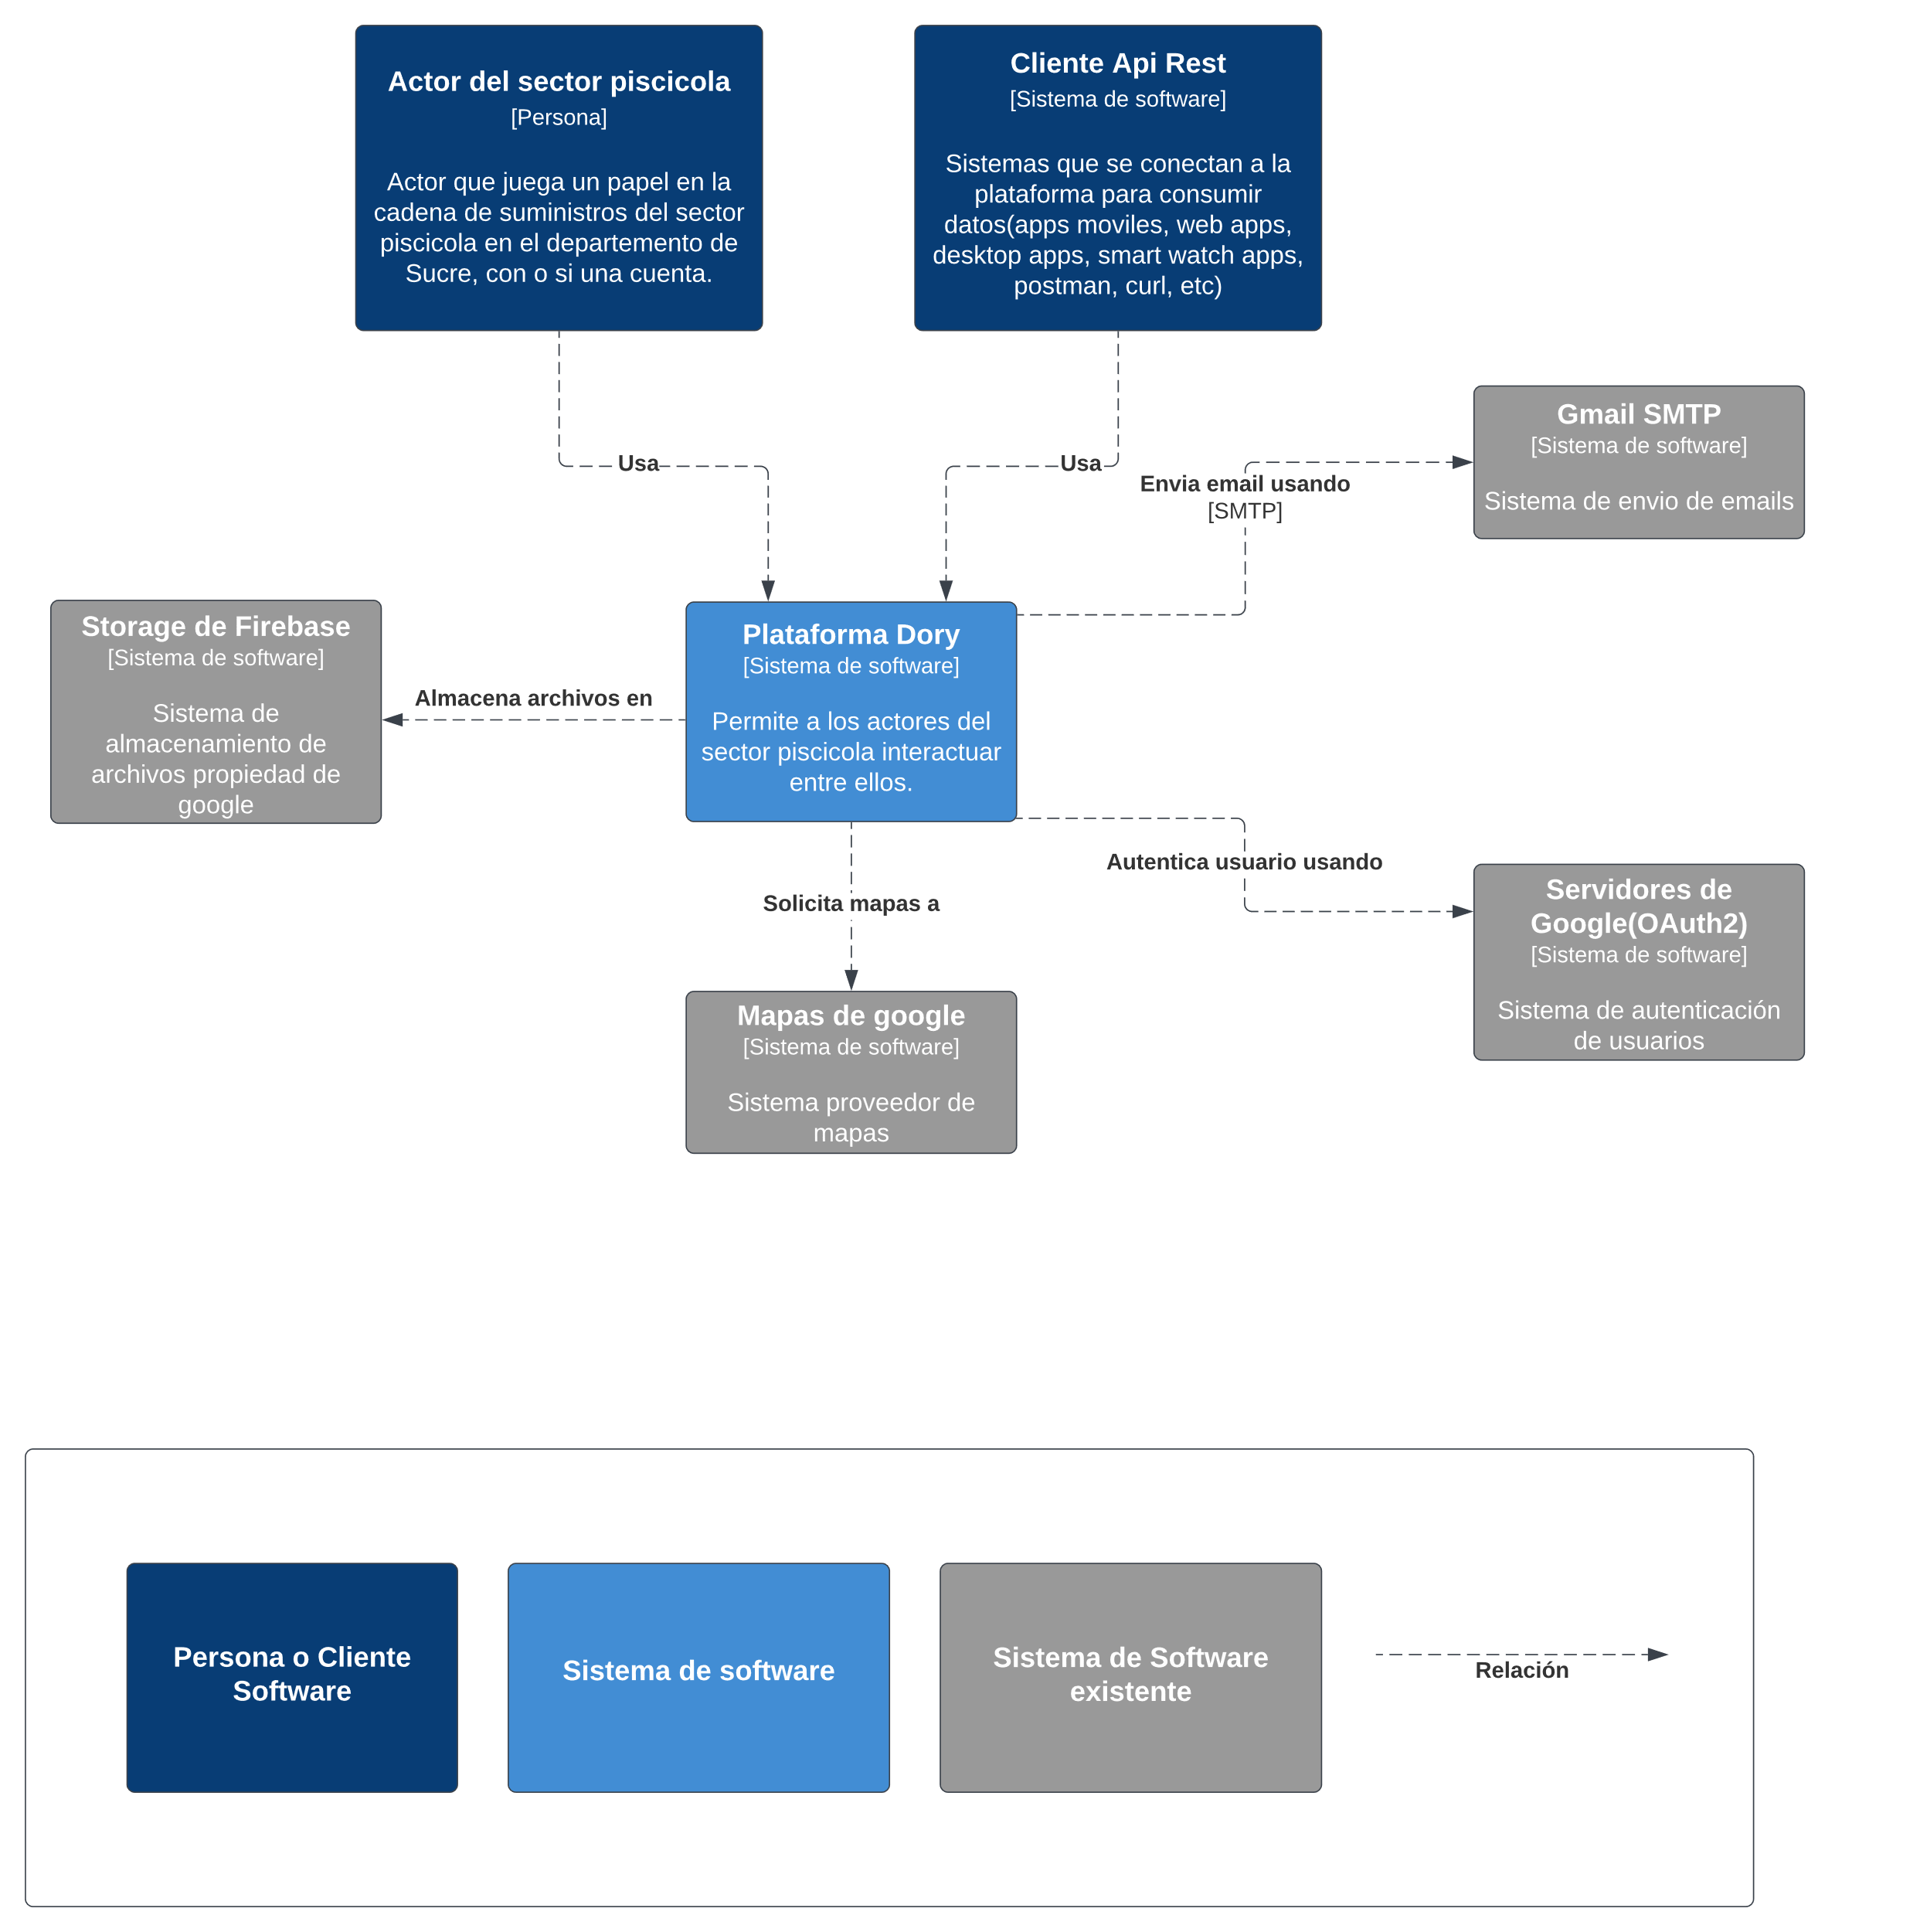 Actor del sector piscicola
[Persona]
Actor que juega un papel en la
cadena de suministros del sector
piscicola en el departemento de
Sucre, con o si una cuenta.
Cliente Api Rest
[Sistema de software]
Sistemas que se conectan a la
plataforma para consumir
datos(apps moviles, web apps,
desktop apps, smart watch apps,
postman, curl, etc)
Usa
Usa
Envia email usando
[SMTP]
Gmail SMTP
[Sistema de software]
Sistema de envio de emails
Storage de Firebase
[Sistema de software]
Sistema de
almacenamiento de
archivos propiedad de
google
Almacena archivos en
Plataforma Dory
[Sistema de software]
Permite a los actores del
sector piscicola interactuar
entre ellos.
Autentica usuario usando
Solicita mapas a
Servidores de
Google(OAuth2)
[Sistema de software]
Sistema de autenticación
de usuarios
Mapas de google
[Sistema de software]
Sistema proveedor de
mapas
Persona o Cliente
Software
Sistema de software
Sistema de Software
existente
Relación